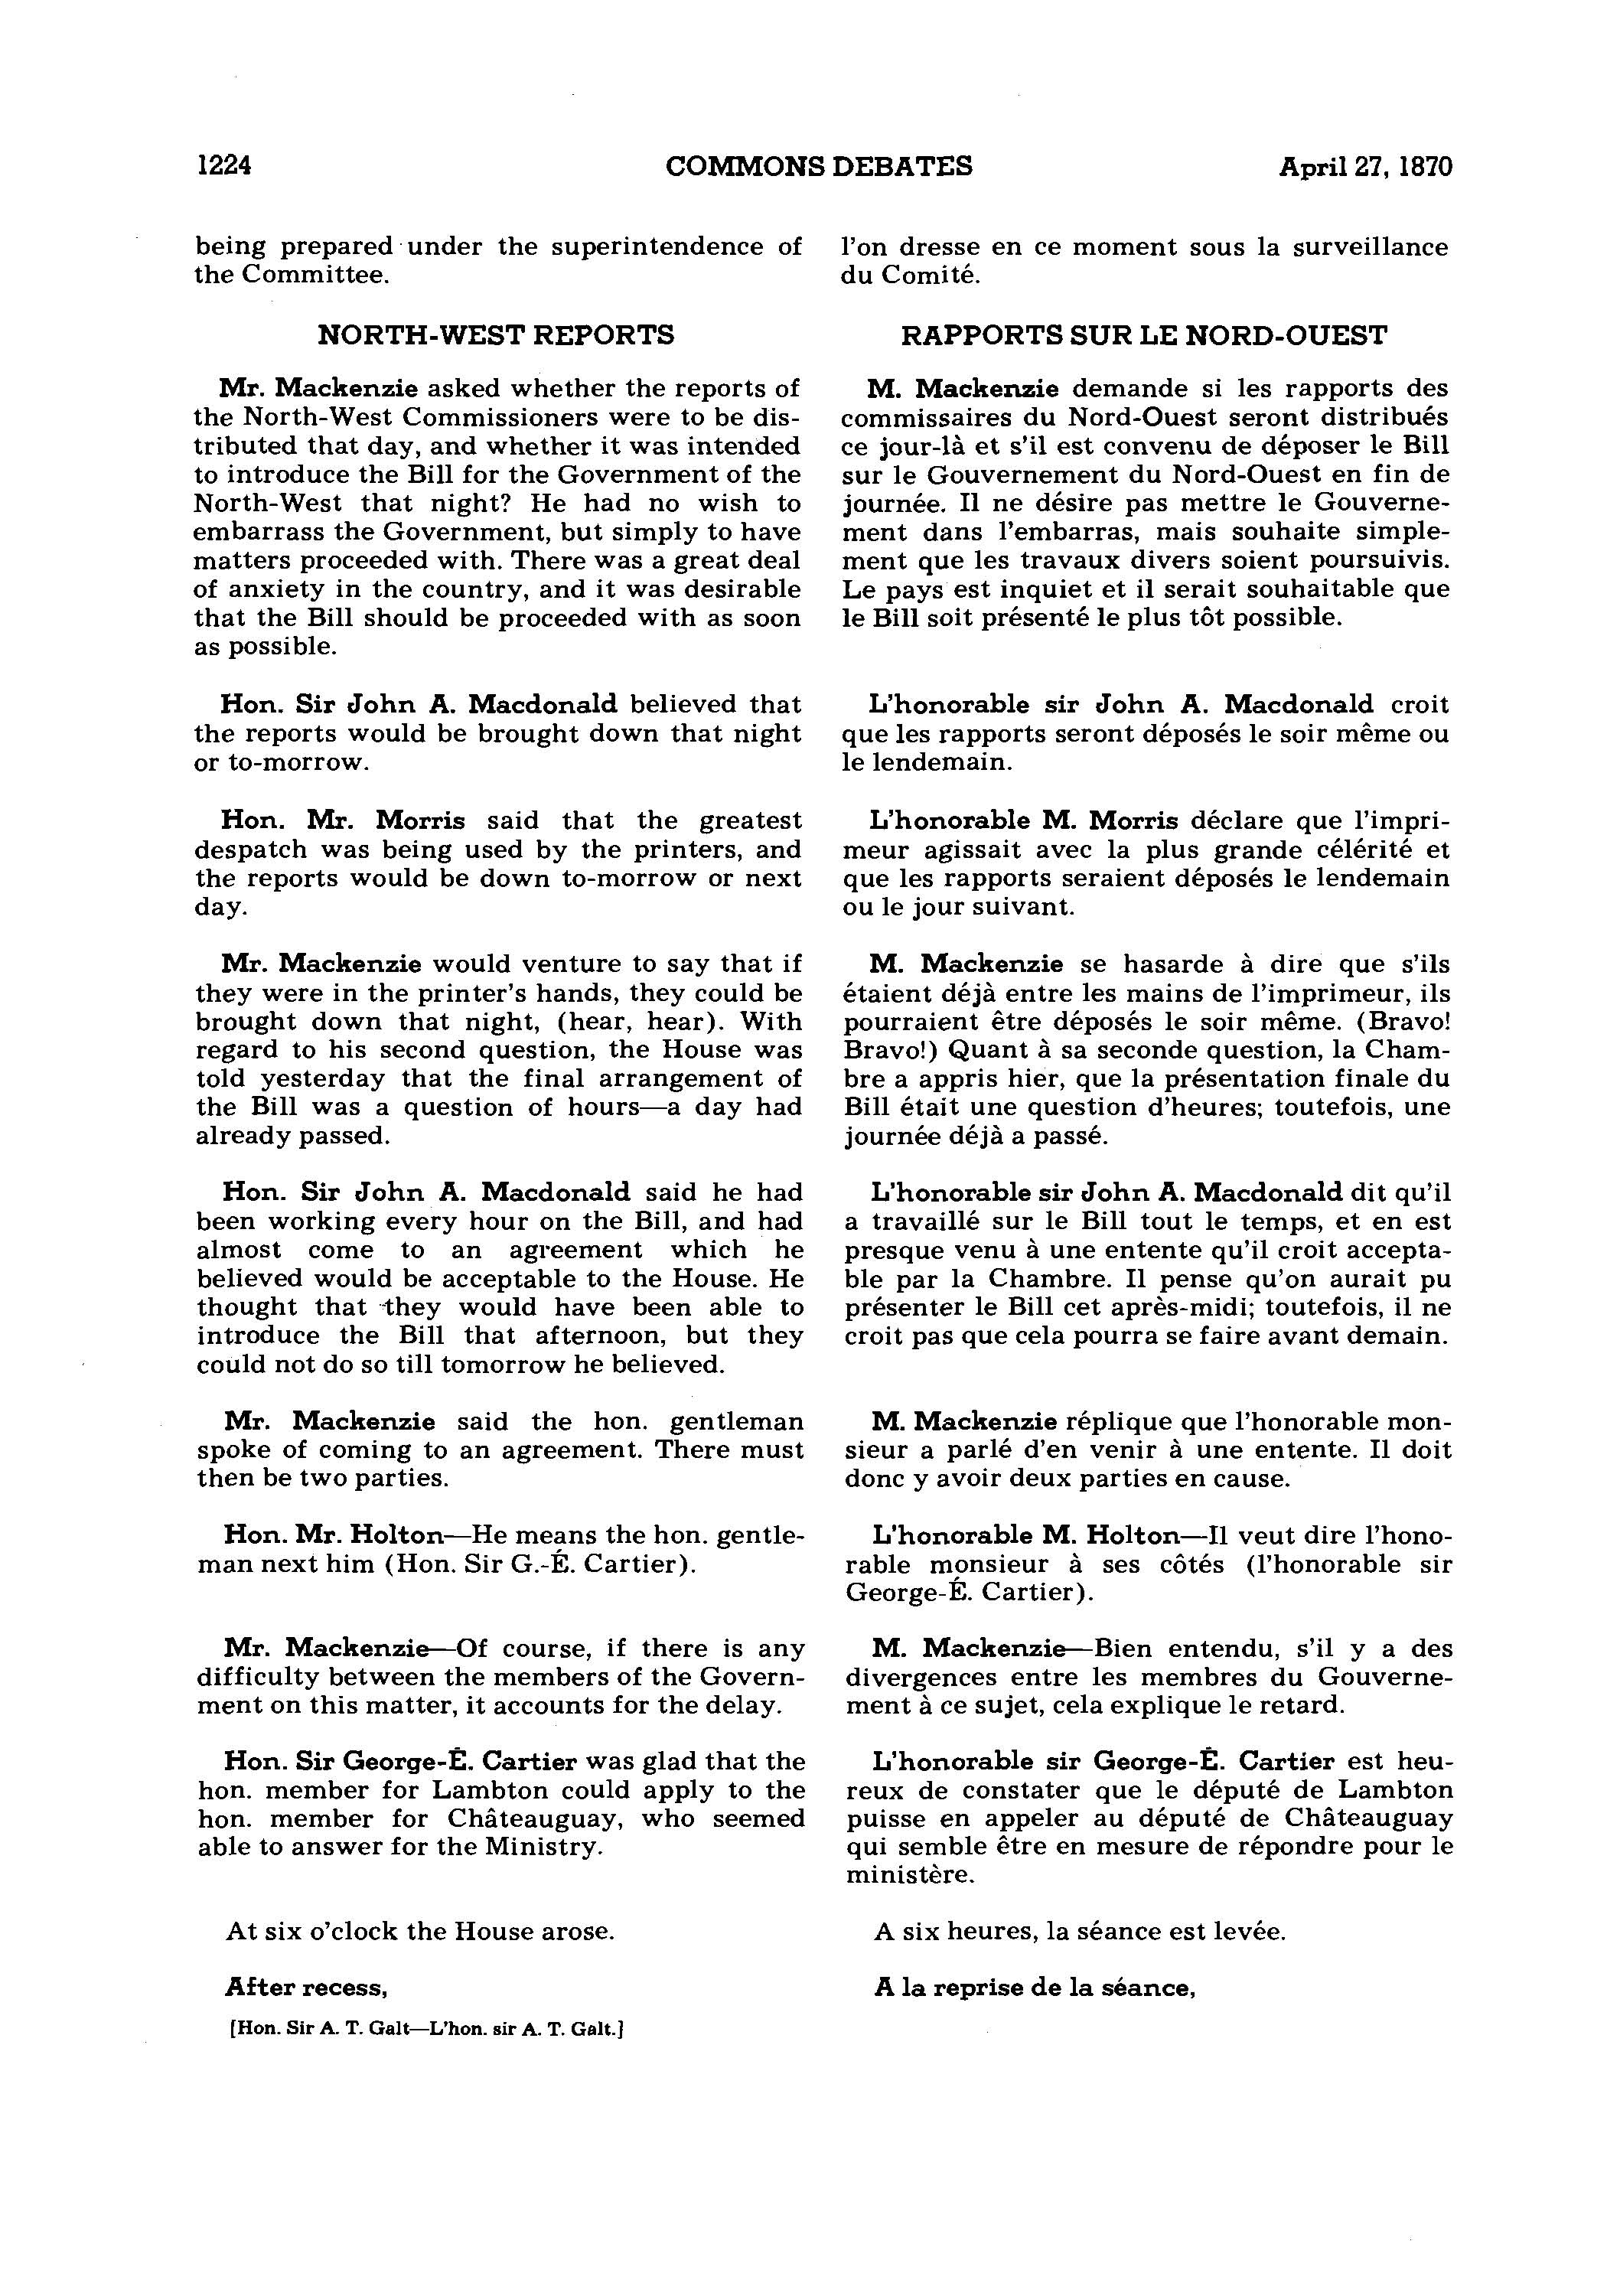 1224 COMMONS DEBATES April 27, 1870
being prepared under the superintendence of
the Committee.
NORTH-WEST REPORTS
Mr. Mackenzie asked whether the reports of
the North-West Commissioners were to be dis-
tributed that day, and whether it was intended
to introduce the Bill for the Government of the
North-West that night? He had no wish to
embarrass the Government, but simply to have
matters proceeded with. There was a great deal
of anxiety in the country, and it was desirable
that the Bill should be proceeded with as soon
as possible.
Hon. Sir John A. Macdonald believed that
the reports would be brought down that night
or to-morrow.
Hon. Mr. Morris said that the greatest
despatch was being used by the printers, and
the reports would be down to-morrow or next
day.
Mr. Mackenzie would venture to say that if
they were in the printer's hands, they could be
brought down that night, (hear, hear). With
regard to his second question, the House was
told yesterday that the final arrangement of
the Bill was a question of hours—a day had
already passed.
Hon. Sir John A. Macdonald said he had
been working every hour on the Bill, and had
almost come to an agreement which he
believed would be acceptable to the House. He
thought that they would have been able to
introduce the Bill that afternoon, but they
could not do so till tomorrow he believed.
Mr. Mackenzie said the hon. gentleman
spoke of coming to an agreement. There must
then be two parties.
Hon. Mr. Holton—He means the hon. gentle-
man next him (Hon. Sir G.-É. Cartier).
Mr. Mackenzie—Of course, if there is any
difficulty between the members of the Govern-
ment on this matter, it accounts for the delay.
Hon. Sir George-É. Cartier was glad that the
hon. member for Lambton could apply to the
hon. member for Châteauguay, who seemed
able to answer for the Ministry.
At six o'clock the House arose.
After recess,
[Hon. Sir A. T. Galt—L'hon. sir A. T. Galt.]
l'on dresse en ce moment sous la surveillance
du Comité.
RAPPORTS SUR LE NORD-OUEST
M. Mackenzie demande si les rapports des
commissaires du Nord-Ouest seront distribués
ce jour-là et s'il est convenu de déposer le Bill
sur le Gouvernement du Nord-Ouest en fin de
journée. Il ne désire pas mettre le Gouverne-
ment dans l'embarras, mais souhaite simple-
ment que les travaux divers soient poursuivis.
Le pays est inquiet et il serait souhaitable que
le Bill soit présenté le plus tôt possible.
L'honorable sir John A. Macdonald croit
que les rapports seront déposés le soir même ou
le lendemain.
L'honorable M. Morris déclare que l'impri-
meur agissait avec la plus grande célérité et
que les rapports seraient déposés le lendemain
ou le jour suivant.
M. Mackenzie se hasarde à dire que s'ils
étaient déjà entre les mains de l'imprimeur, ils
pourraient être déposés le soir même. (Bravo!
Bravo!) Quant à sa seconde question, la Cham-
bre a appris hier, que la présentation finale du
Bill était une question d'heures; toutefois, une
journée déjà a passé.
L'honorable sir John A. Macdonald dit qu'il
a travaillé sur le Bill tout le temps, et en est
presque venu à une entente qu'il croit accepta-
ble par la Chambre. Il pense qu'on aurait pu
présenter le Bill cet après-midi; toutefois, il ne
croit pas que cela pourra se faire avant demain.
M. Mackenzie réplique que l'honorable mon-
sieur a parlé d'en venir à une entente. Il doit
donc y avoir deux parties en cause.
L'honorable M. Holton—Il veut dire l'hono-
rable monsieur à ses côtés (l'honorable sir
George-É. Cartier).
M. Mackenzie—Bien entendu, s'il y a des
divergences entre les membres du Gouverne-
ment à ce sujet, cela explique le retard.
L'honorable sir George-É. Cartier est heu-
reux de constater que le député de Lambton
puisse en appeler au député de Châteauguay
qui semble être en mesure de répondre pour le
ministère.
A six heures, la séance est levée.
A la reprise de la séance,